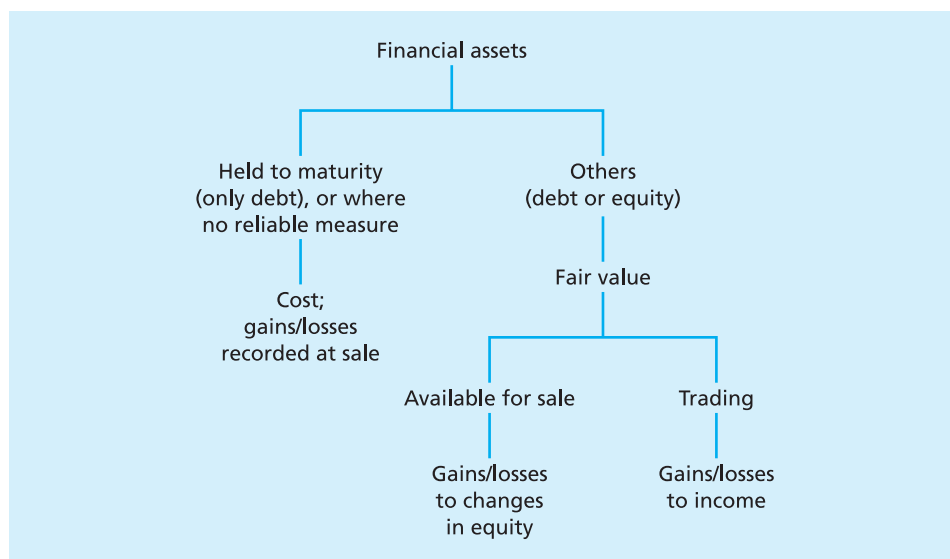 Financial assets
Held to maturity
(only debt), or where
no reliable measure
Others
(debt or equity)
Fair value
Cost;
gains/losses
recorded at sale
Available for sale
Trading
Gains/losses
to changes
in equity
Gains/losses
to income